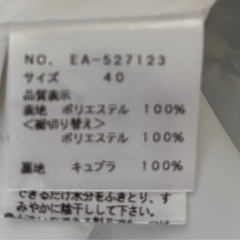 NO. EA-527123
サイズ 40
品質表示
表地 ポリエステル 100%
<裾切り替え>
ポリエステル 100%
裏地 キュプラ 100%
できるだけ水分をふきとり、す
みやかに陰干しして下さい。